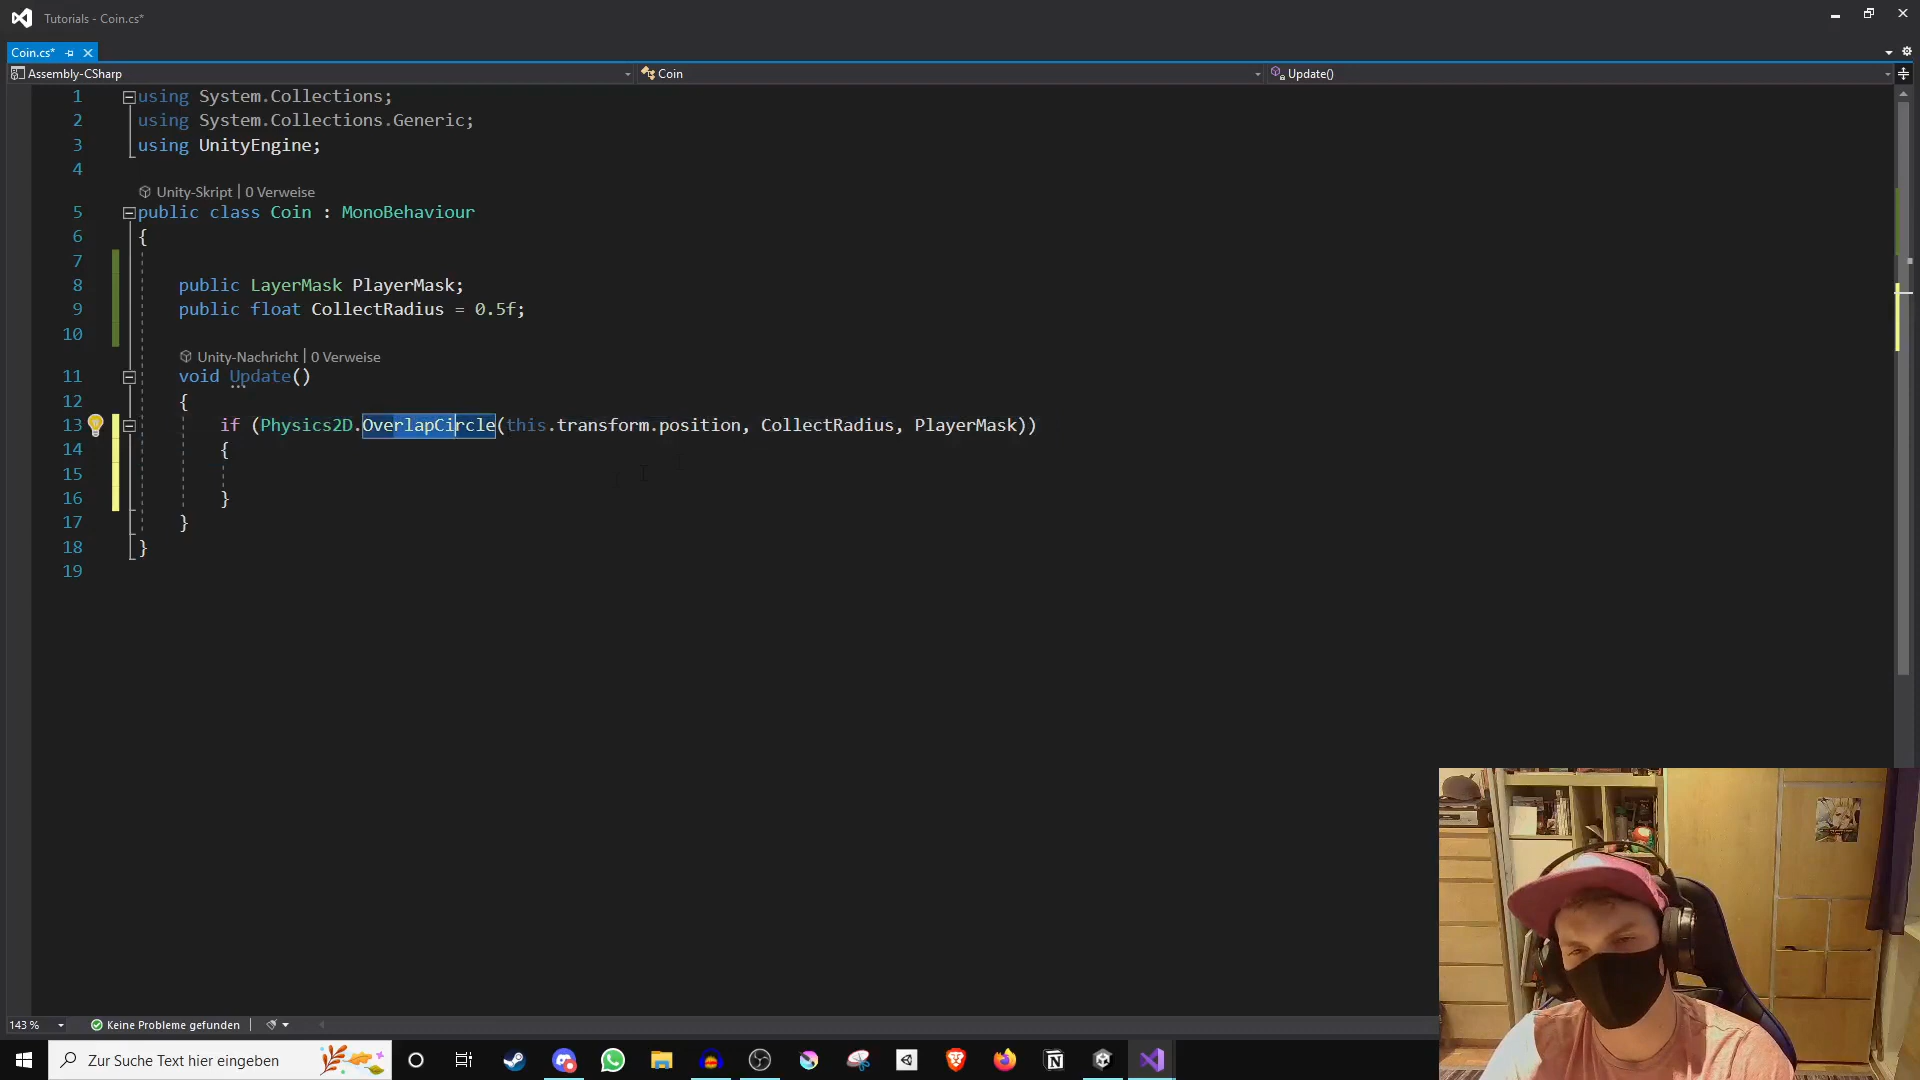 Tutorials - Coin.cs*
Coin.cs*
Assembly-CSharp
Coin
Update()
1 using System.Collections;
2 using System.Collections.Generic;
3 using UnityEngine;
4
Unity-Skript | 0 Verweise
5 public class Coin : MonoBehaviour
6 {
7
8 public LayerMask PlayerMask;
9 public float CollectRadius = 0.5f;
10
Unity-Nachricht | 0 Verweise
11 void Update()
12 {
13 if (Physics2D.OverlapCircle(this.transform.position, CollectRadius, PlayerMask))
14 {
15
16 }
17 }
18 }
19
143 %
Keine Probleme gefunden
Zur Suche Text hier eingeben